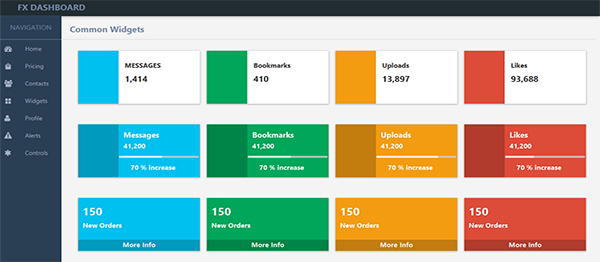 FX DASHBOARD
NAVIGATION
Common Widgets
Home
Pricing
Contacts
Widgets
Profile
Alerts
Controls
MESSAGES
1,414
Bookmarks
410
Uploads
13,897
Likes
93,688
Messages
41,200
70 % increase
Bookmarks
41,200
70 % increase
Uploads
41,200
70 % increase
Likes
41,200
70 % increase
150
New Orders
More Info
150
New Orders
More Info
150
New Orders
More Info
150
New Orders
More Info